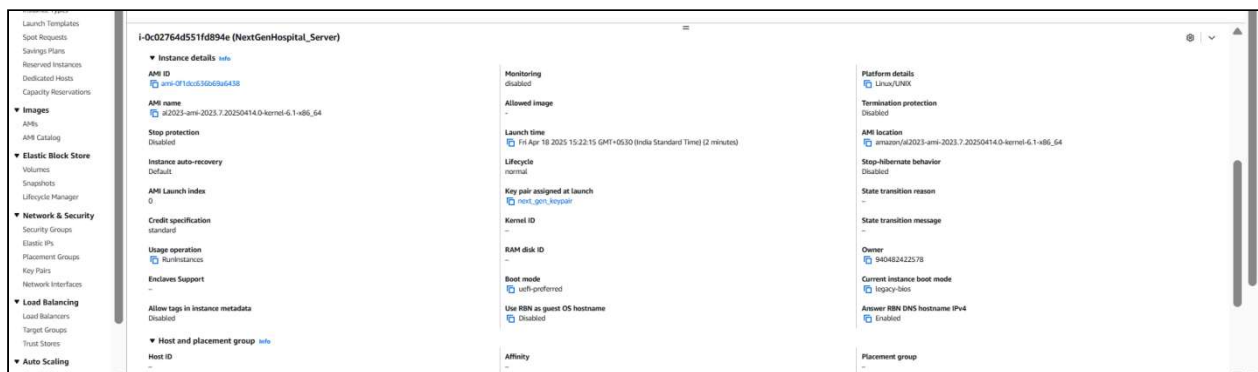 Launch Templates
Spot Requests
Savings Plans
Reserved Instances
Dedicated Hosts
Capacity Reservations
▼ Images
AMIs
AMI Catalog
▼ Elastic Block Store
Volumes
Snapshots
Lifecycle Manager
▼ Network & Security
Security Groups
Elastic IPs
Placement Groups
Key Pairs
Network Interfaces
▼ Load Balancing
Load Balancers
Target Groups
Trust Stores
▼ Auto Scaling
i-0c02764d551fd894e (NextGenHospital_Server)
▼ Instance details Info
AMI ID
ami-0f1dcc636b69a6438
Monitoring
disabled
Platform details
Linux/UNIX
AMI name
al2023-ami-2023.7.20250414.0-kernel-6.1-x86_64
Allowed image
–
Termination protection
Disabled
Stop protection
Disabled
Launch time
Fri Apr 18 2025 15:22:15 GMT+0530 (India Standard Time) (2 minutes)
AMI location
amazon/al2023-ami-2023.7.20250414.0-kernel-6.1-x86_64
Instance auto-recovery
Default
Lifecycle
normal
Stop-hibernate behavior
Disabled
AMI Launch index
0
Key pair assigned at launch
next_gen_keypair
State transition reason
–
Credit specification
standard
Kernel ID
–
State transition message
–
Usage operation
RunInstances
RAM disk ID
–
Owner
940482422578
Enclaves Support
–
Boot mode
uefi-preferred
Current instance boot mode
legacy-bios
Allow tags in instance metadata
Disabled
Use RBN as guest OS hostname
Disabled
Answer RBN DNS hostname IPv4
Enabled
▼ Host and placement group Info
Host ID
–
Affinity
–
Placement group
–